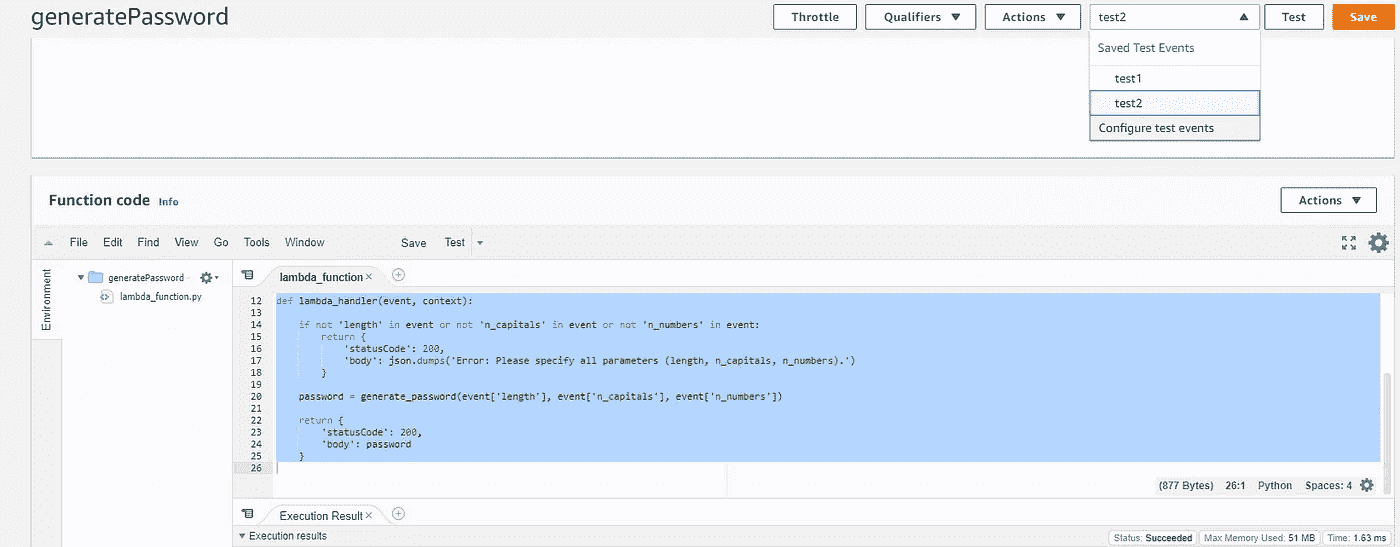 generatePassword
Throttle Qualifiers Actions test2 Test Save
Saved Test Events
test1
test2
Configure test events
Function code Info Actions
File Edit Find View Go Tools Window Save Test
Environment
generatePassword
lambda_function.py
lambda_function
12 def lambda_handler(event, context):
13
14 if not 'length' in event or not 'n_capitals' in event or not 'n_numbers' in event:
15 return {
16 'statusCode': 200,
17 'body': json.dumps('Error: Please specify all parameters (length, n_capitals, n_numbers).')
18 }
19
20 password = generate_password(event['length'], event['n_capitals'], event['n_numbers'])
21
22 return {
23 'statusCode': 200,
24 'body': password
25 }
26
(877 Bytes) 26:1 Python Spaces: 4
Execution Result
Execution results Status: Succeeded Max Memory Used: 51 MB Time: 1.63 ms